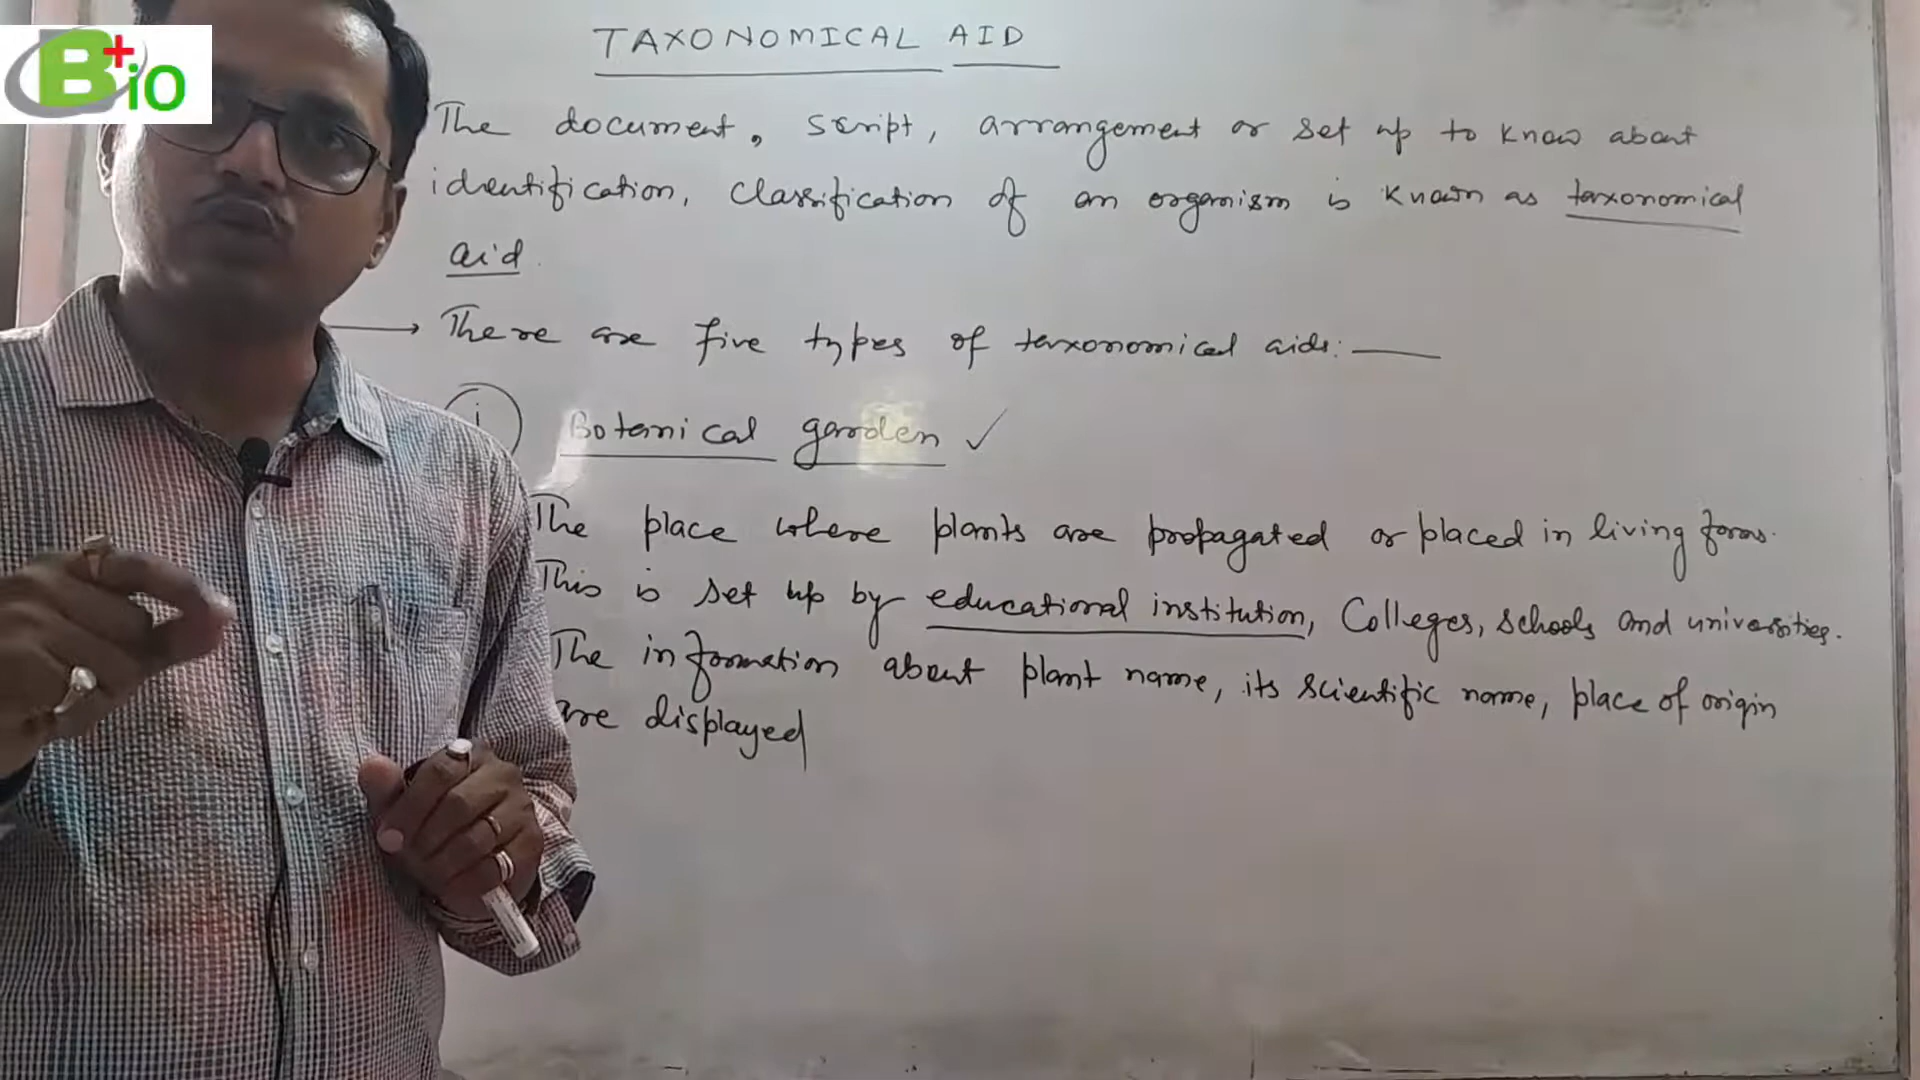 B+iO
TAXONOMICAL AID
The document, script, arrangement or set up to know about
identification, classification of an organism is known as taxonomical
aid.
→ There are five types of taxonomical aids:—
i Botanical garden ✓
The place where plants are propagated or placed in living forms.
This is set up by educational institution, Colleges, schools and universities.
The information about plant name, its scientific name, place of origin
are displayed